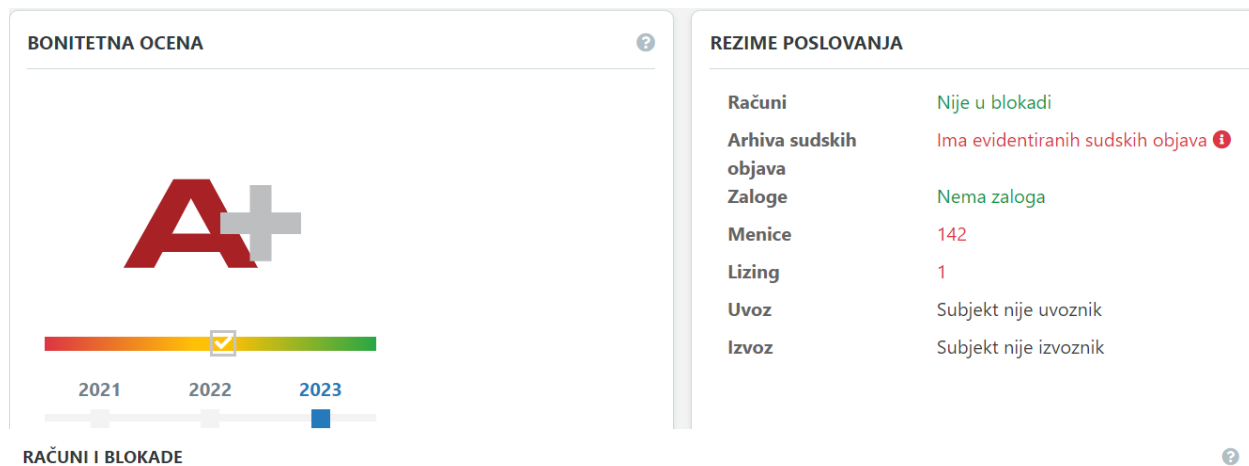 BONITETNA OCENA
A+
2021 2022 2023
REZIME POSLOVANJA
Računi Nije u blokadi
Arhiva sudskih objava Ima evidentiranih sudskih objava
Zaloge Nema zaloga
Menice 142
Lizing 1
Uvoz Subjekt nije uvoznik
Izvoz Subjekt nije izvoznik
RAČUNI I BLOKADE